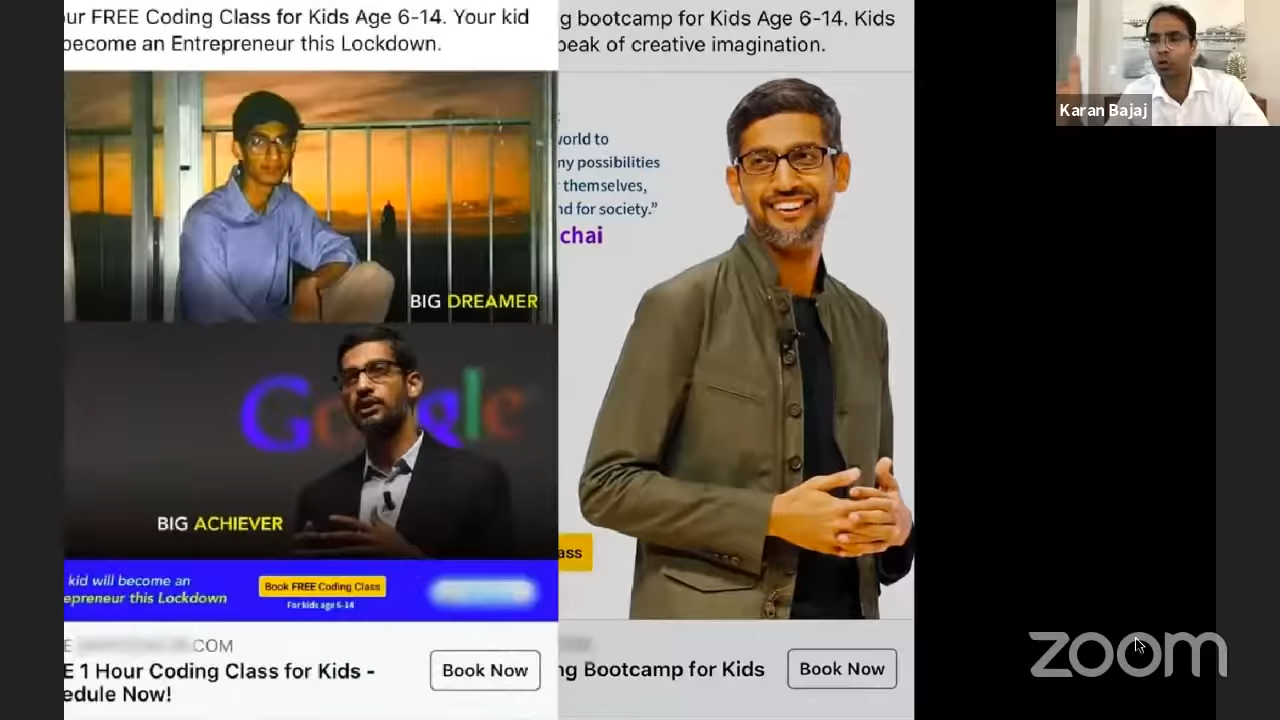 ur FREE Coding Class for Kids Age 6-14. Your kid
become an Entrepreneur this Lockdown.
BIG DREAMER
Google
BIG ACHIEVER
kid will become an
epreneur this Lockdown
Book FREE Coding Class
For kids age 6-14
.COM
E 1 Hour Coding Class for Kids -
edule Now!
Book Now
g bootcamp for Kids Age 6-14. Kids
peak of creative imagination.
world to
ny possibilities
themselves,
nd for society.”
chai
ass
ng Bootcamp for Kids
Book Now
Karan Bajaj
zoom